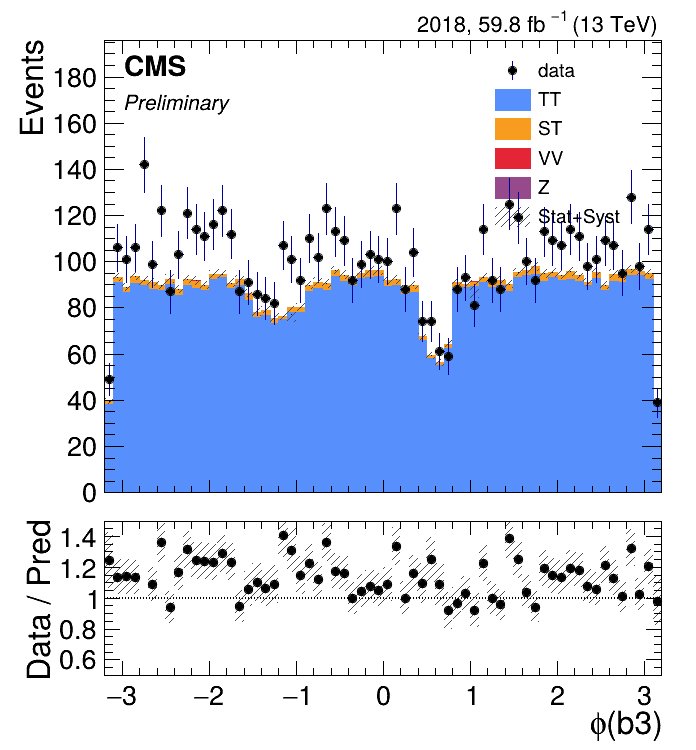 2018, 59.8 fb⁻¹ (13 TeV)
CMS
Preliminary
Events
180
160
140
120
100
80
60
40
20
0
data
TT
ST
VV
Z
Stat+Syst
Data / Pred
1.4
1.2
1
0.8
0.6
−3
−2
−1
0
1
2
3
ϕ(b3)